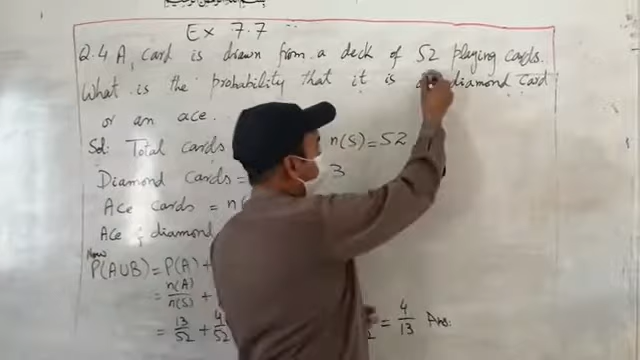 Ex 7.7
Q.4 A card is drawn from a deck of 52 playing cards.
What is the probability that it is diamond card
or an ace.
Sol: Total cards n(S) = 52
Diamond cards = 3
Ace cards = n(
Ace & diamond
Now
P(AUB) = P(A) +
= n(A)/n(S) +
= 13/52 + 4/52 = 4/13 Ans: